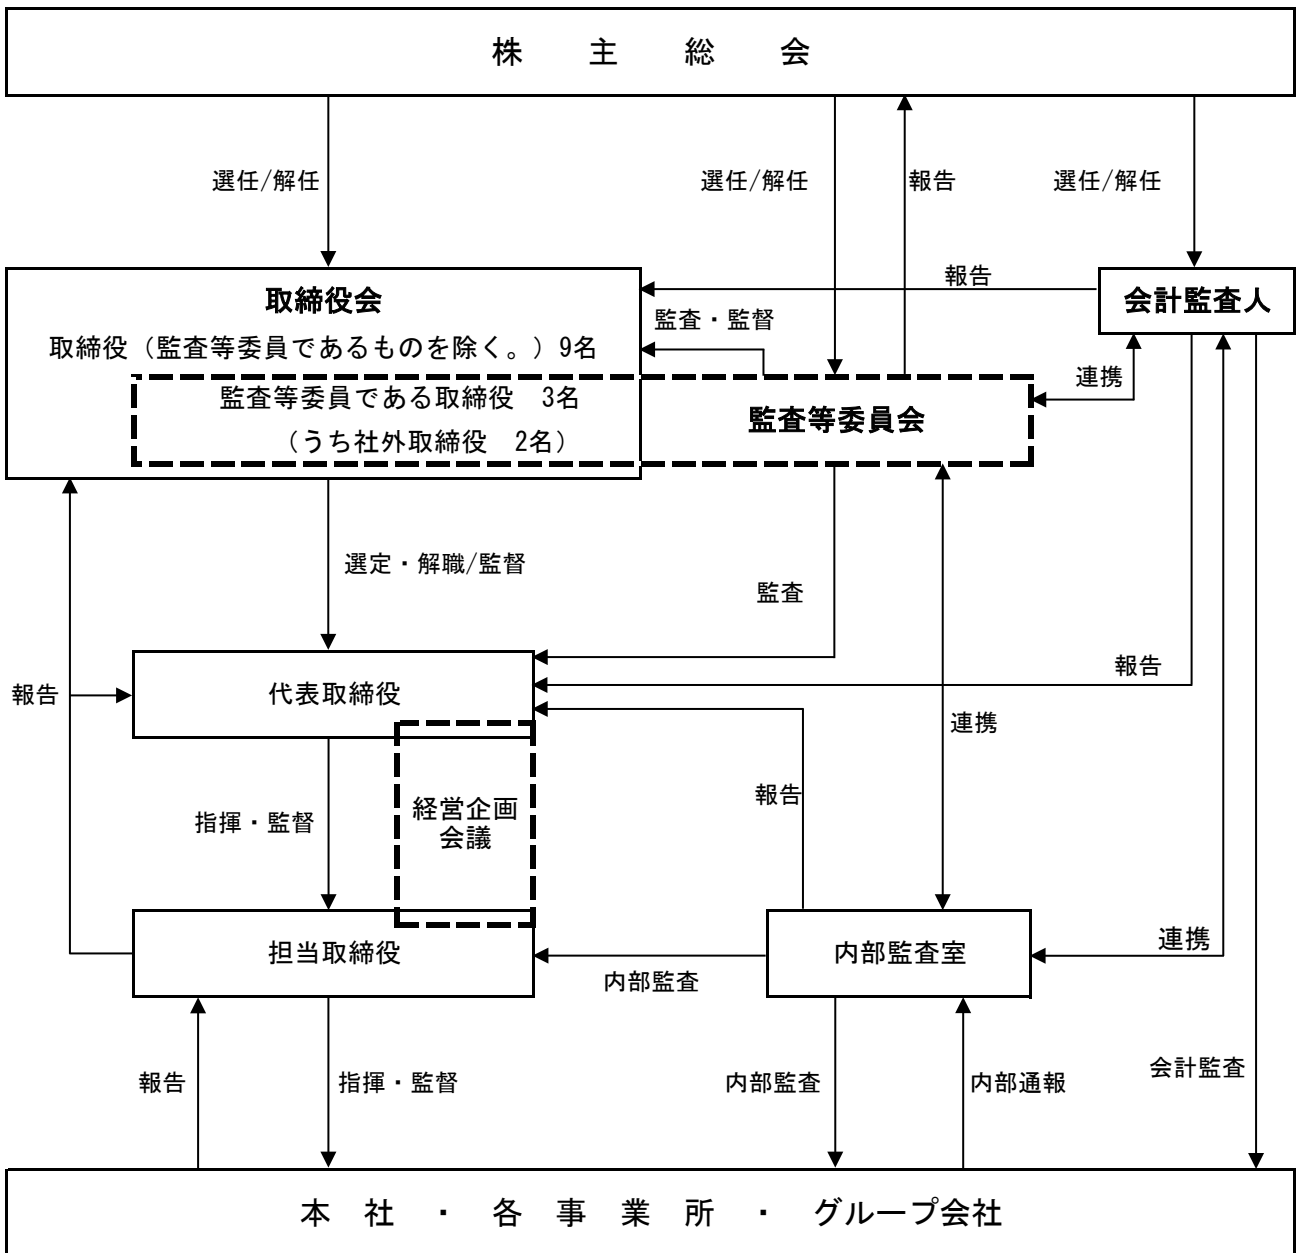 株 主 総 会
選任/解任
選任/解任
報告
選任/解任
取締役会
取締役（監査等委員であるものを除く。）9名
監査等委員である取締役 3名
（うち社外取締役 2名）
報告
会計監査人
監査・監督
監査等委員会
連携
選定・解職/監督
監査
報告
代表取締役
報告
連携
経営企画
会議
指揮・監督
報告
担当取締役
内部監査
内部監査室
連携
報告
指揮・監督
内部監査
内部通報
会計監査
本 社 ・ 各 事 業 所 ・ グループ会社